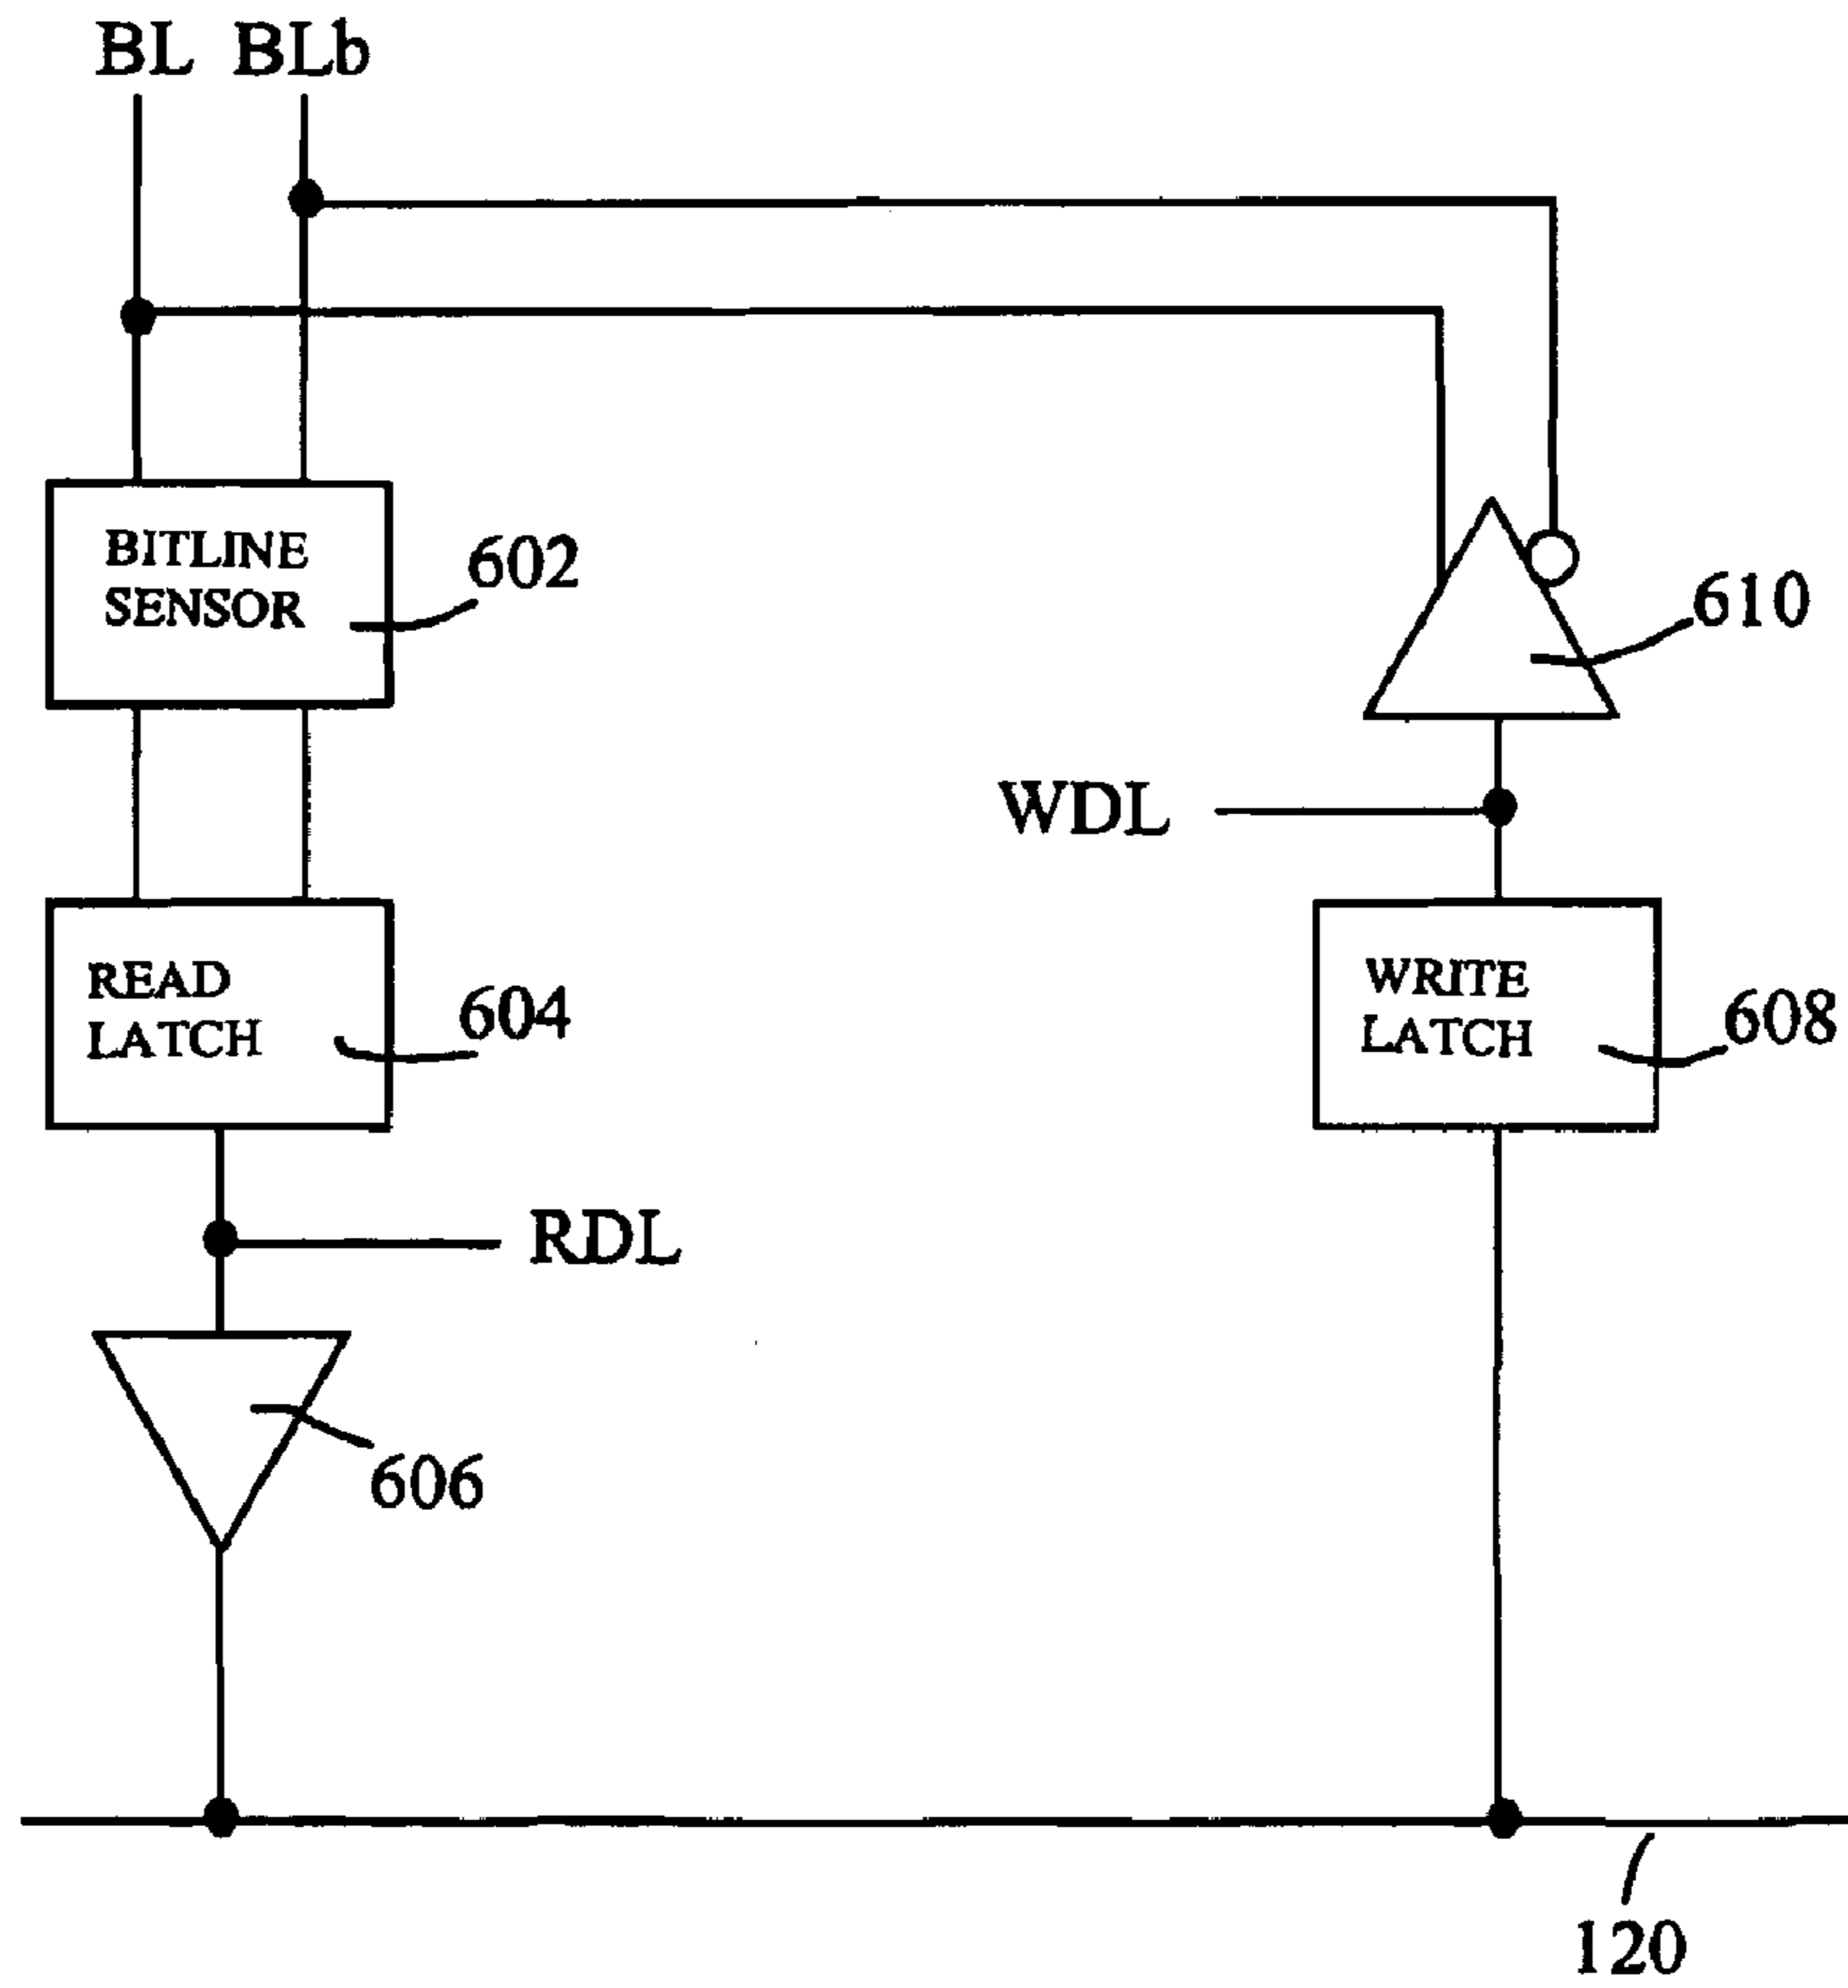 BL BLb
BITLINE
SENSOR
602
610
WDL
READ
LATCH
604
WRITE
LATCH
608
RDL
606
120